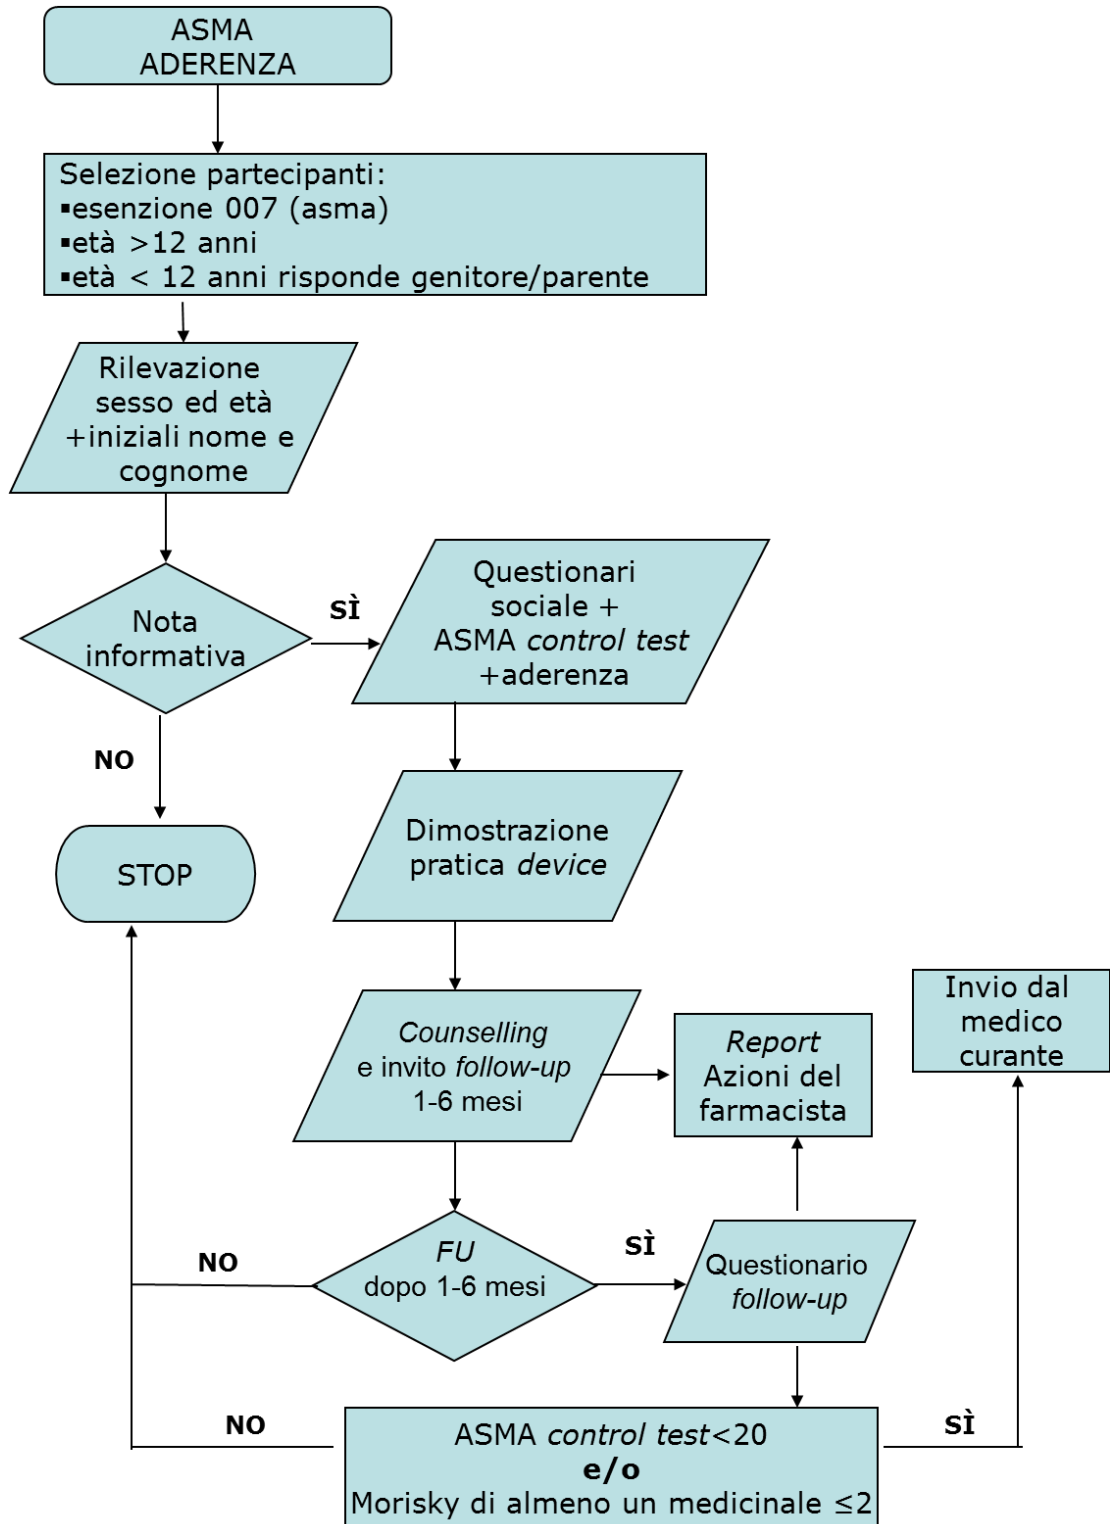 ASMA
ADERENZA
Selezione partecipanti:
▪esenzione 007 (asma)
▪età >12 anni
▪età < 12 anni risponde genitore/parente
Rilevazione
sesso ed età
+iniziali nome e
cognome
Nota
informativa
SÌ
Questionari
sociale +
ASMA control test
+aderenza
NO
STOP
Dimostrazione
pratica device
Counselling
e invito follow-up
1-6 mesi
Report
Azioni del
farmacista
Invio dal
medico
curante
FU
dopo 1-6 mesi
NO
SÌ
Questionario
follow-up
ASMA control test<20
e/o
Morisky di almeno un medicinale ≤2
NO
SÌ